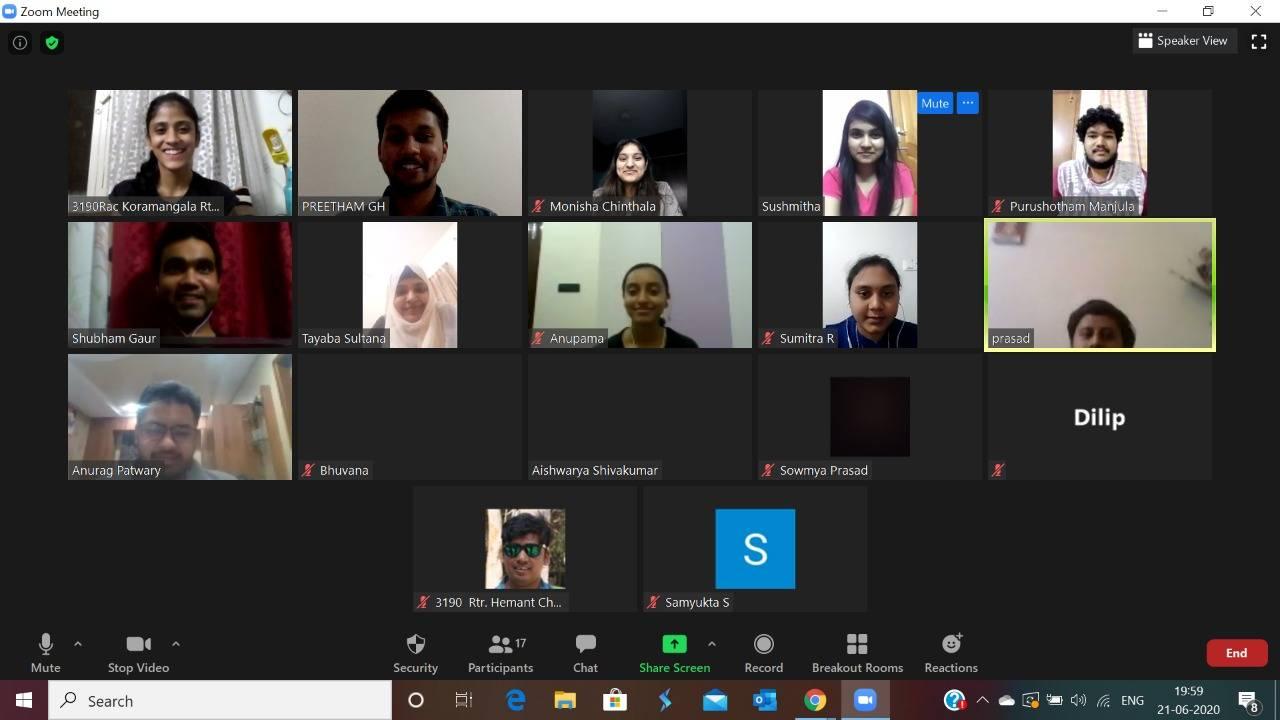 Zoom Meeting
Speaker View
Mute ...
3190Rac Koramangala Rt...
PREETHAM GH
Monisha Chinthala
Sushmitha
Purushotham Manjula
Shubham Gaur
Tayaba Sultana
Anupama
Sumitra R
prasad
Anurag Patwary
Bhuvana
Aishwarya Shivakumar
Sowmya Prasad
Dilip
3190 Rtr. Hemant Ch...
S
Samyukta S
Mute
Stop Video
Security
17
Participants
Chat
Share Screen
Record
Breakout Rooms
Reactions
End
Search
ENG
19:59
21-06-2020
8